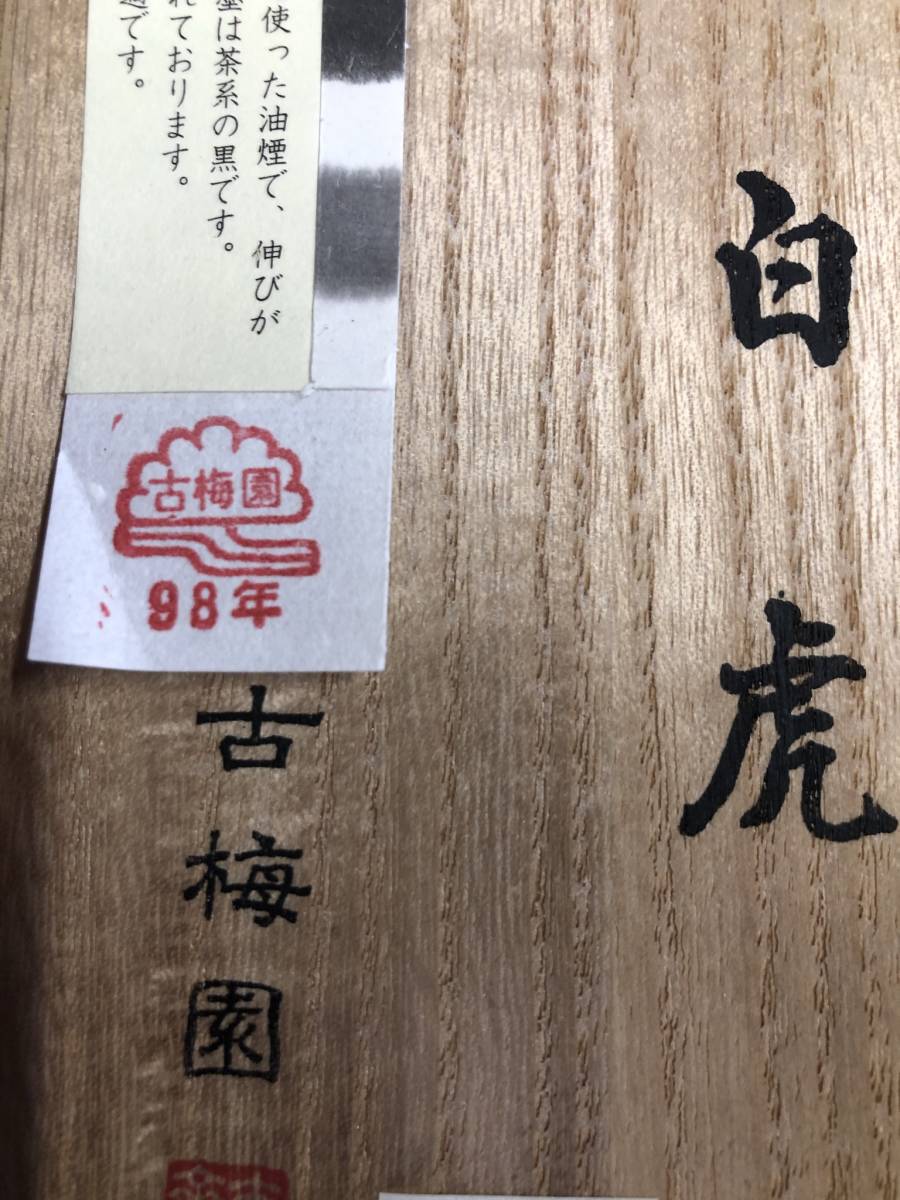 白虎
使った油煙で、伸びが
墨は茶系の黒です。
れております。
です。
古梅園
98年
古梅園